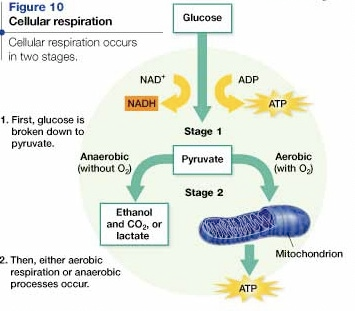 Figure 10
Cellular respiration
Cellular respiration occurs
in two stages.
Glucose
NAD⁺
ADP
NADH
ATP
1. First, glucose is
broken down to
pyruvate.
Stage 1
Anaerobic
(without O₂)
Pyruvate
Aerobic
(with O₂)
Stage 2
Ethanol
and CO₂, or
lactate
Mitochondrion
2. Then, either aerobic
respiration or anaerobic
processes occur.
ATP